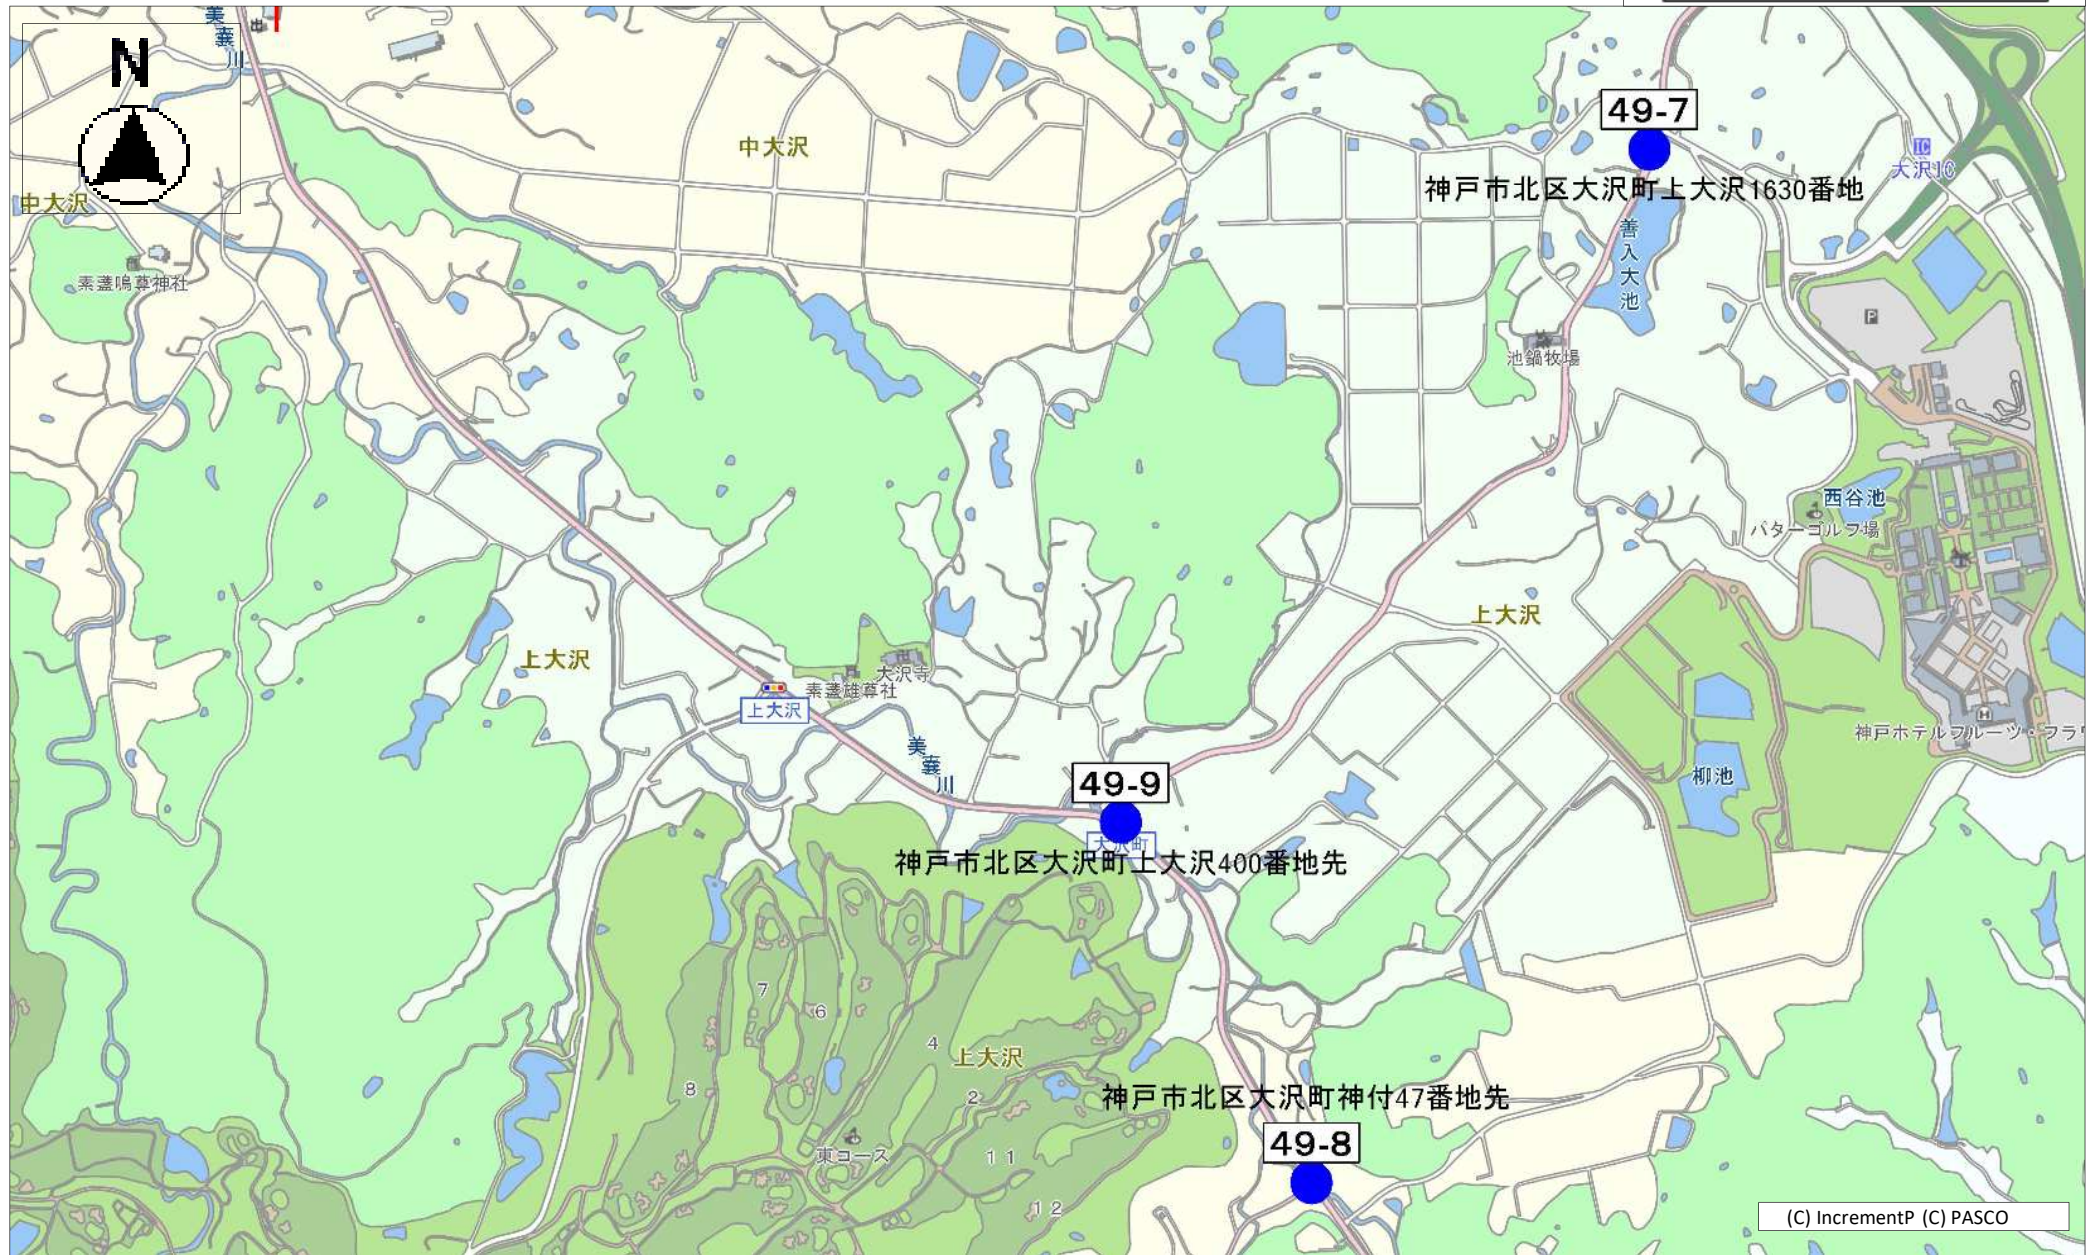 美嚢川
N
中大沢
中大沢
素盞嗚尊神社
49-7
神戸市北区大沢町上大沢1630番地
IC
大沢IC
善入大池
P
池鍋牧場
西谷池
パターゴルフ場
上大沢
上大沢
大沢寺
素盞雄尊社
上大沢
美嚢川
神戸ホテルフルーツ・フラワ
柳池
49-9
大沢町
神戸市北区大沢町上大沢400番地先
7
6
4
上大沢
8
2
神戸市北区大沢町神付47番地先
49-8
東コース
11
12
(C) IncrementP (C) PASCO